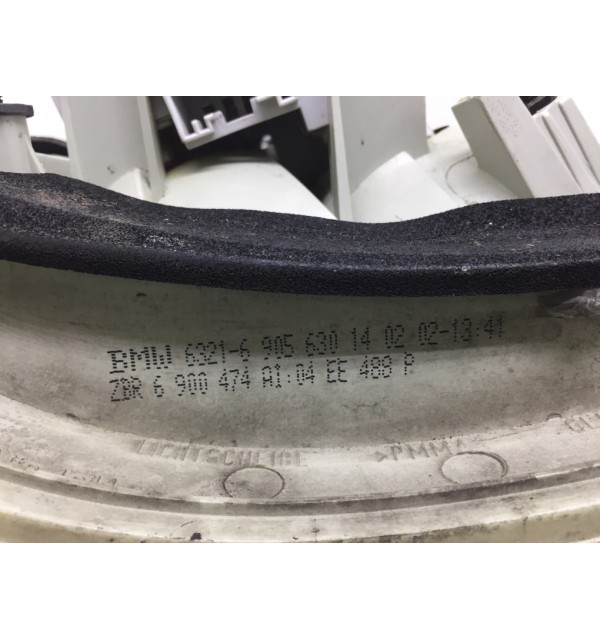 BMW 6321-6 905 630 14 02 02-13:41
ZBR 6 900 474 A1:04 EE 488 R
LICHTSCHEIBE >PMMA